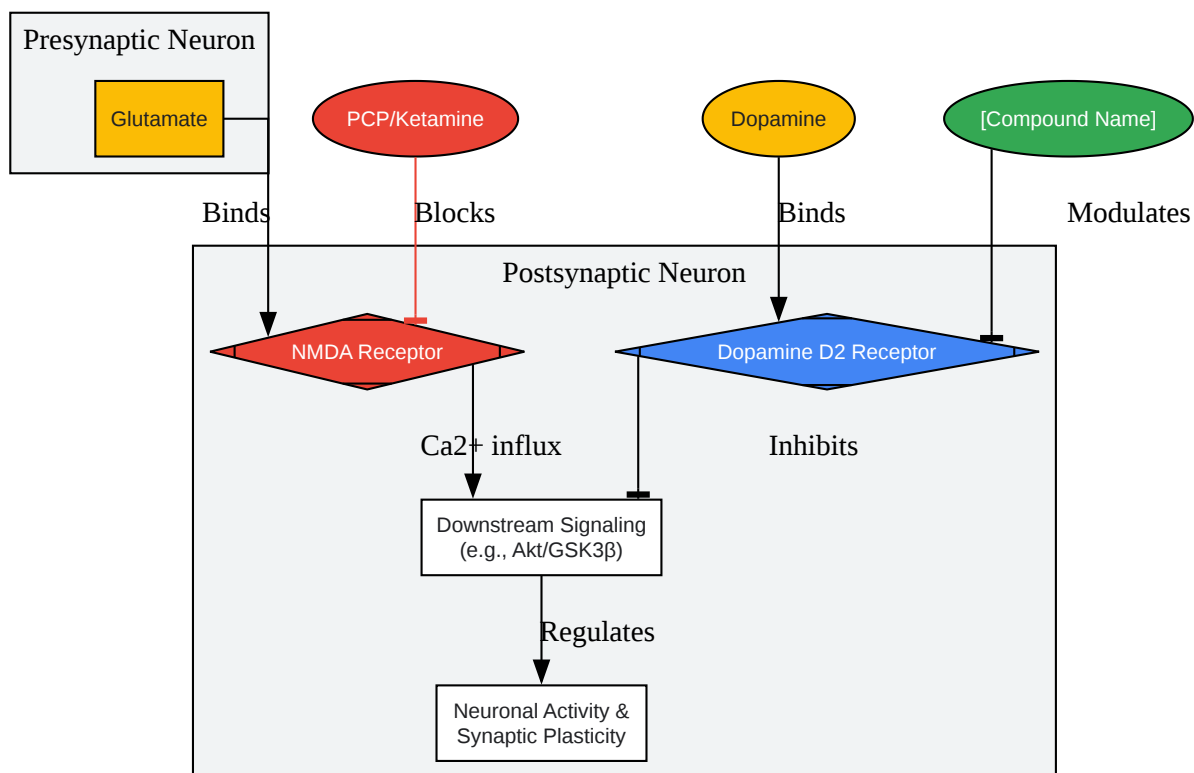 Presynaptic Neuron
Glutamate
PCP/Ketamine
Dopamine
[Compound Name]
Binds
Blocks
Binds
Modulates
Postsynaptic Neuron
NMDA Receptor
Dopamine D2 Receptor
Ca2+ influx
Inhibits
Downstream Signaling
(e.g., Akt/GSK3β)
Regulates
Neuronal Activity &
Synaptic Plasticity